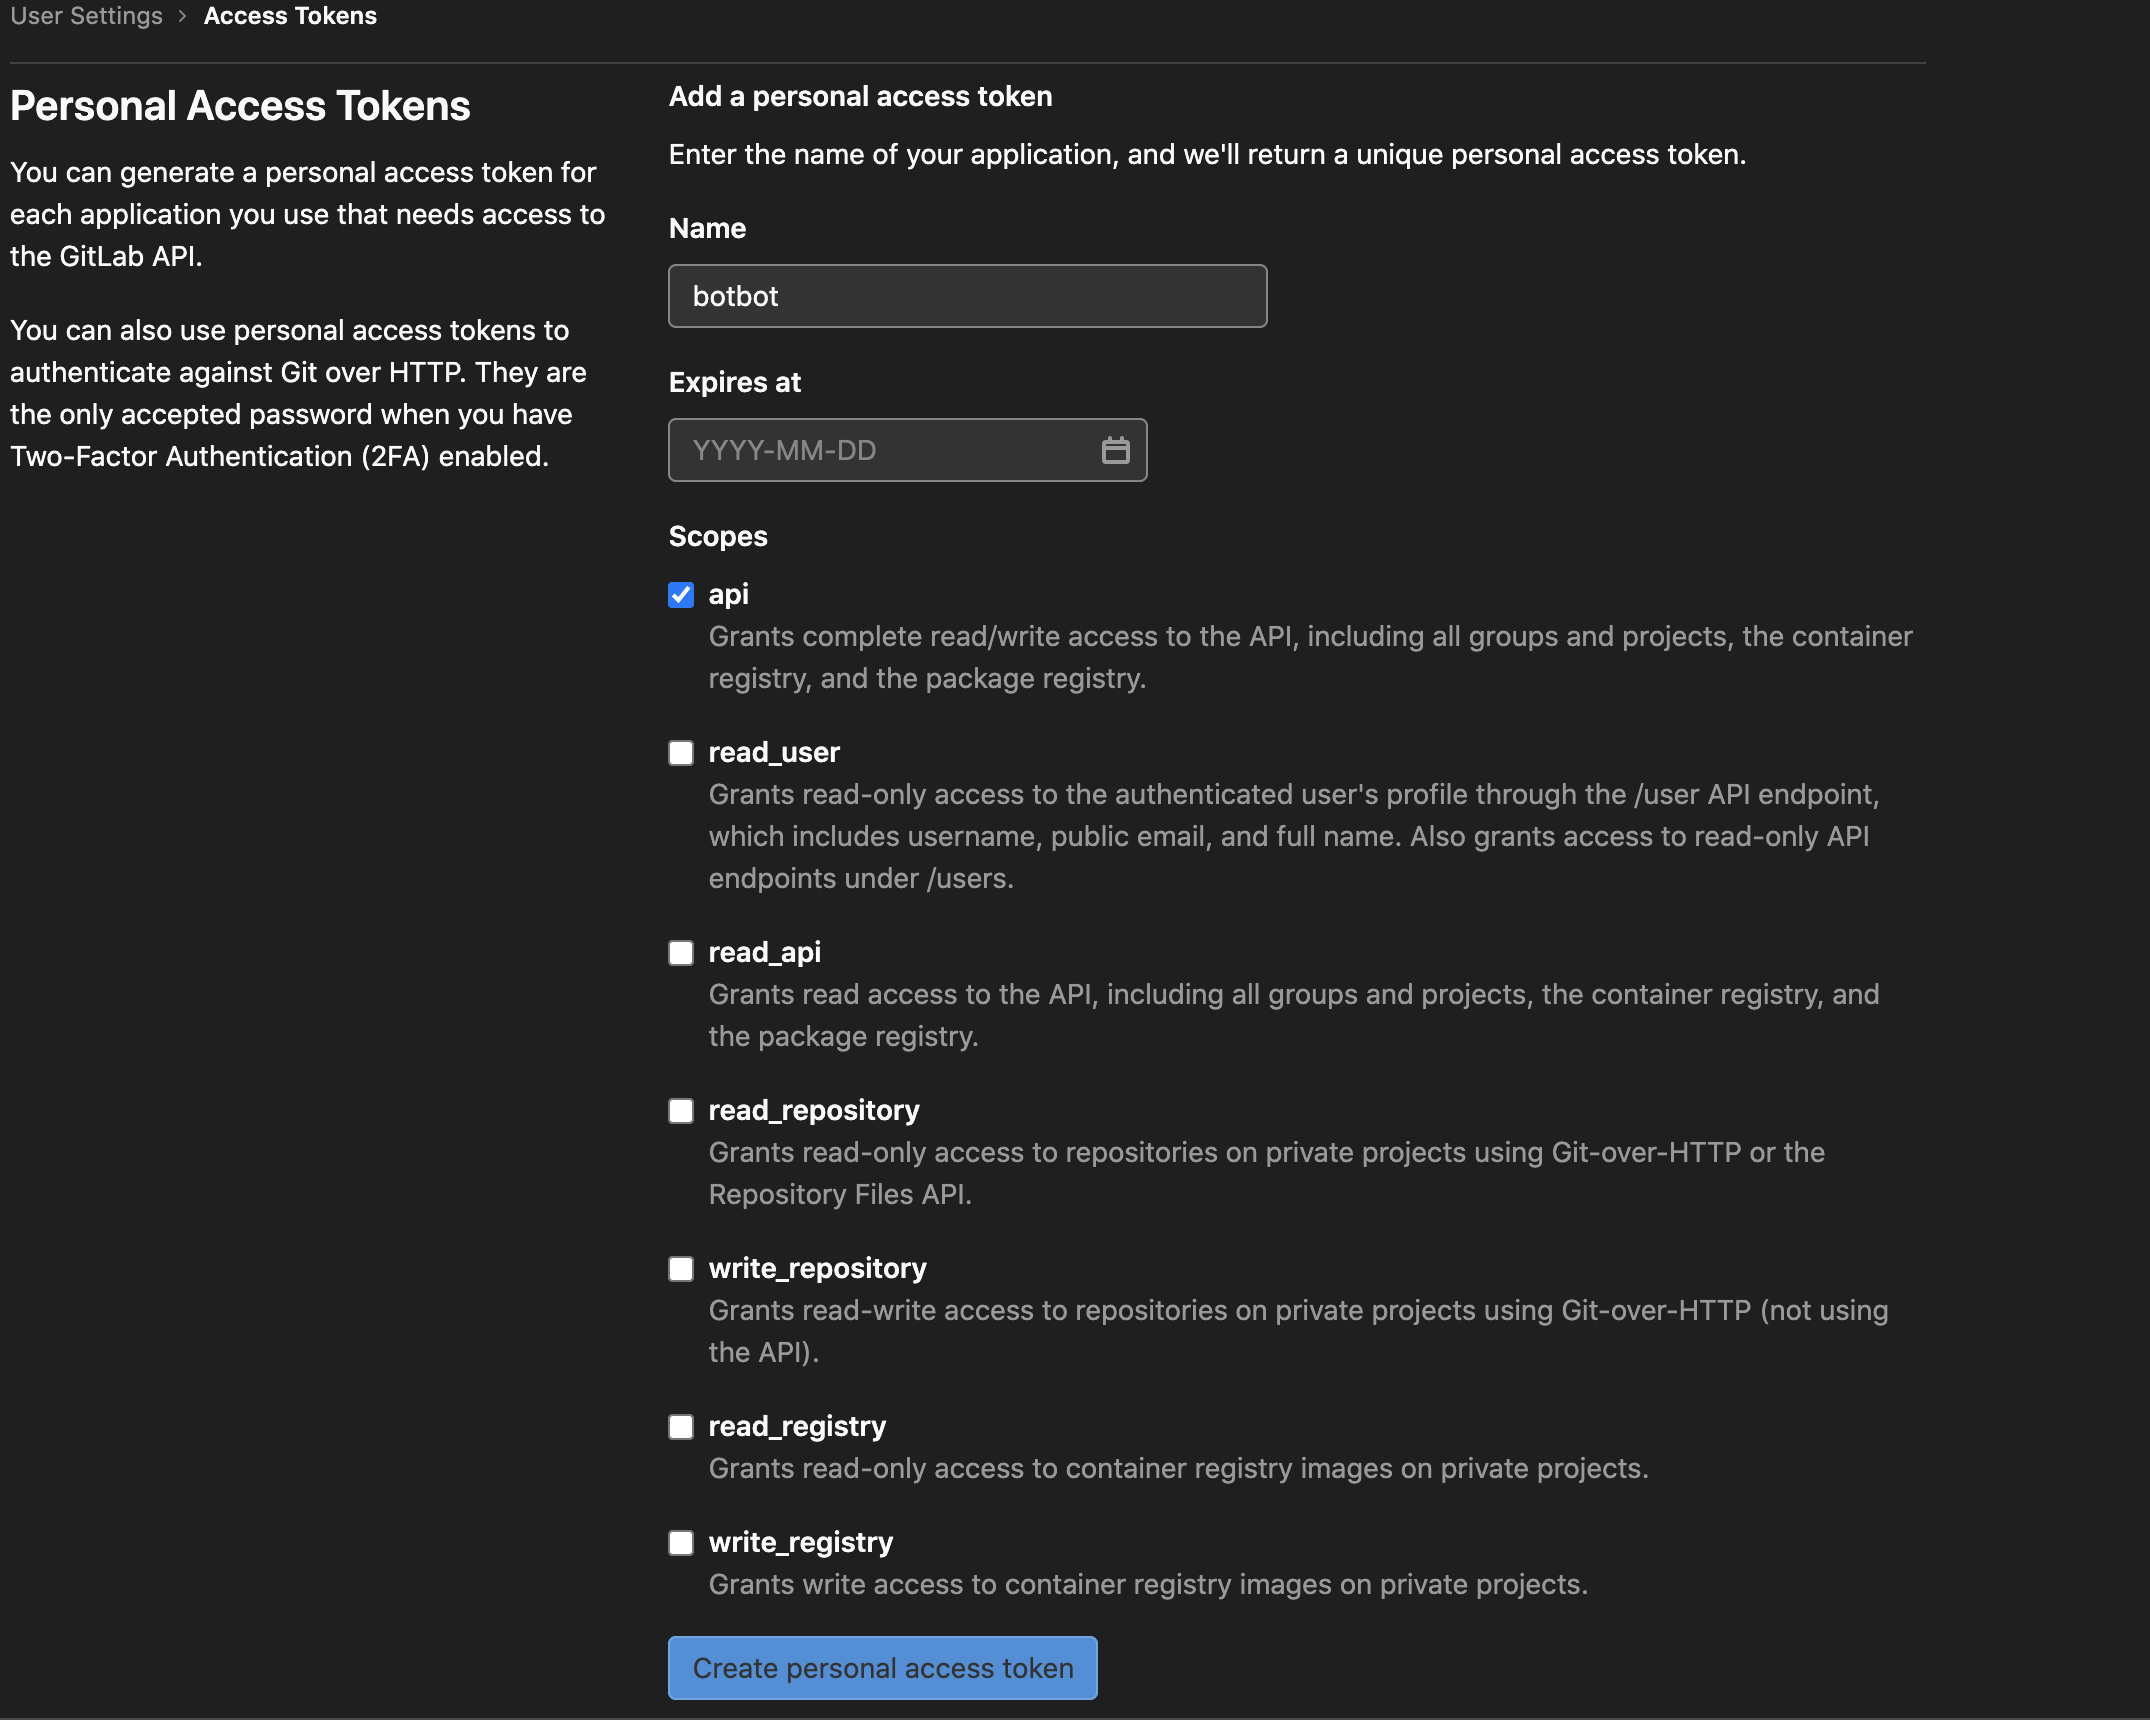 User Settings > Access Tokens
Personal Access Tokens
You can generate a personal access token for
each application you use that needs access to
the GitLab API.
You can also use personal access tokens to
authenticate against Git over HTTP. They are
the only accepted password when you have
Two-Factor Authentication (2FA) enabled.
Add a personal access token
Enter the name of your application, and we'll return a unique personal access token.
Name
botbot
Expires at
YYYY-MM-DD
Scopes
api
Grants complete read/write access to the API, including all groups and projects, the container
registry, and the package registry.
read_user
Grants read-only access to the authenticated user's profile through the /user API endpoint,
which includes username, public email, and full name. Also grants access to read-only API
endpoints under /users.
read_api
Grants read access to the API, including all groups and projects, the container registry, and
the package registry.
read_repository
Grants read-only access to repositories on private projects using Git-over-HTTP or the
Repository Files API.
write_repository
Grants read-write access to repositories on private projects using Git-over-HTTP (not using
the API).
read_registry
Grants read-only access to container registry images on private projects.
write_registry
Grants write access to container registry images on private projects.
Create personal access token